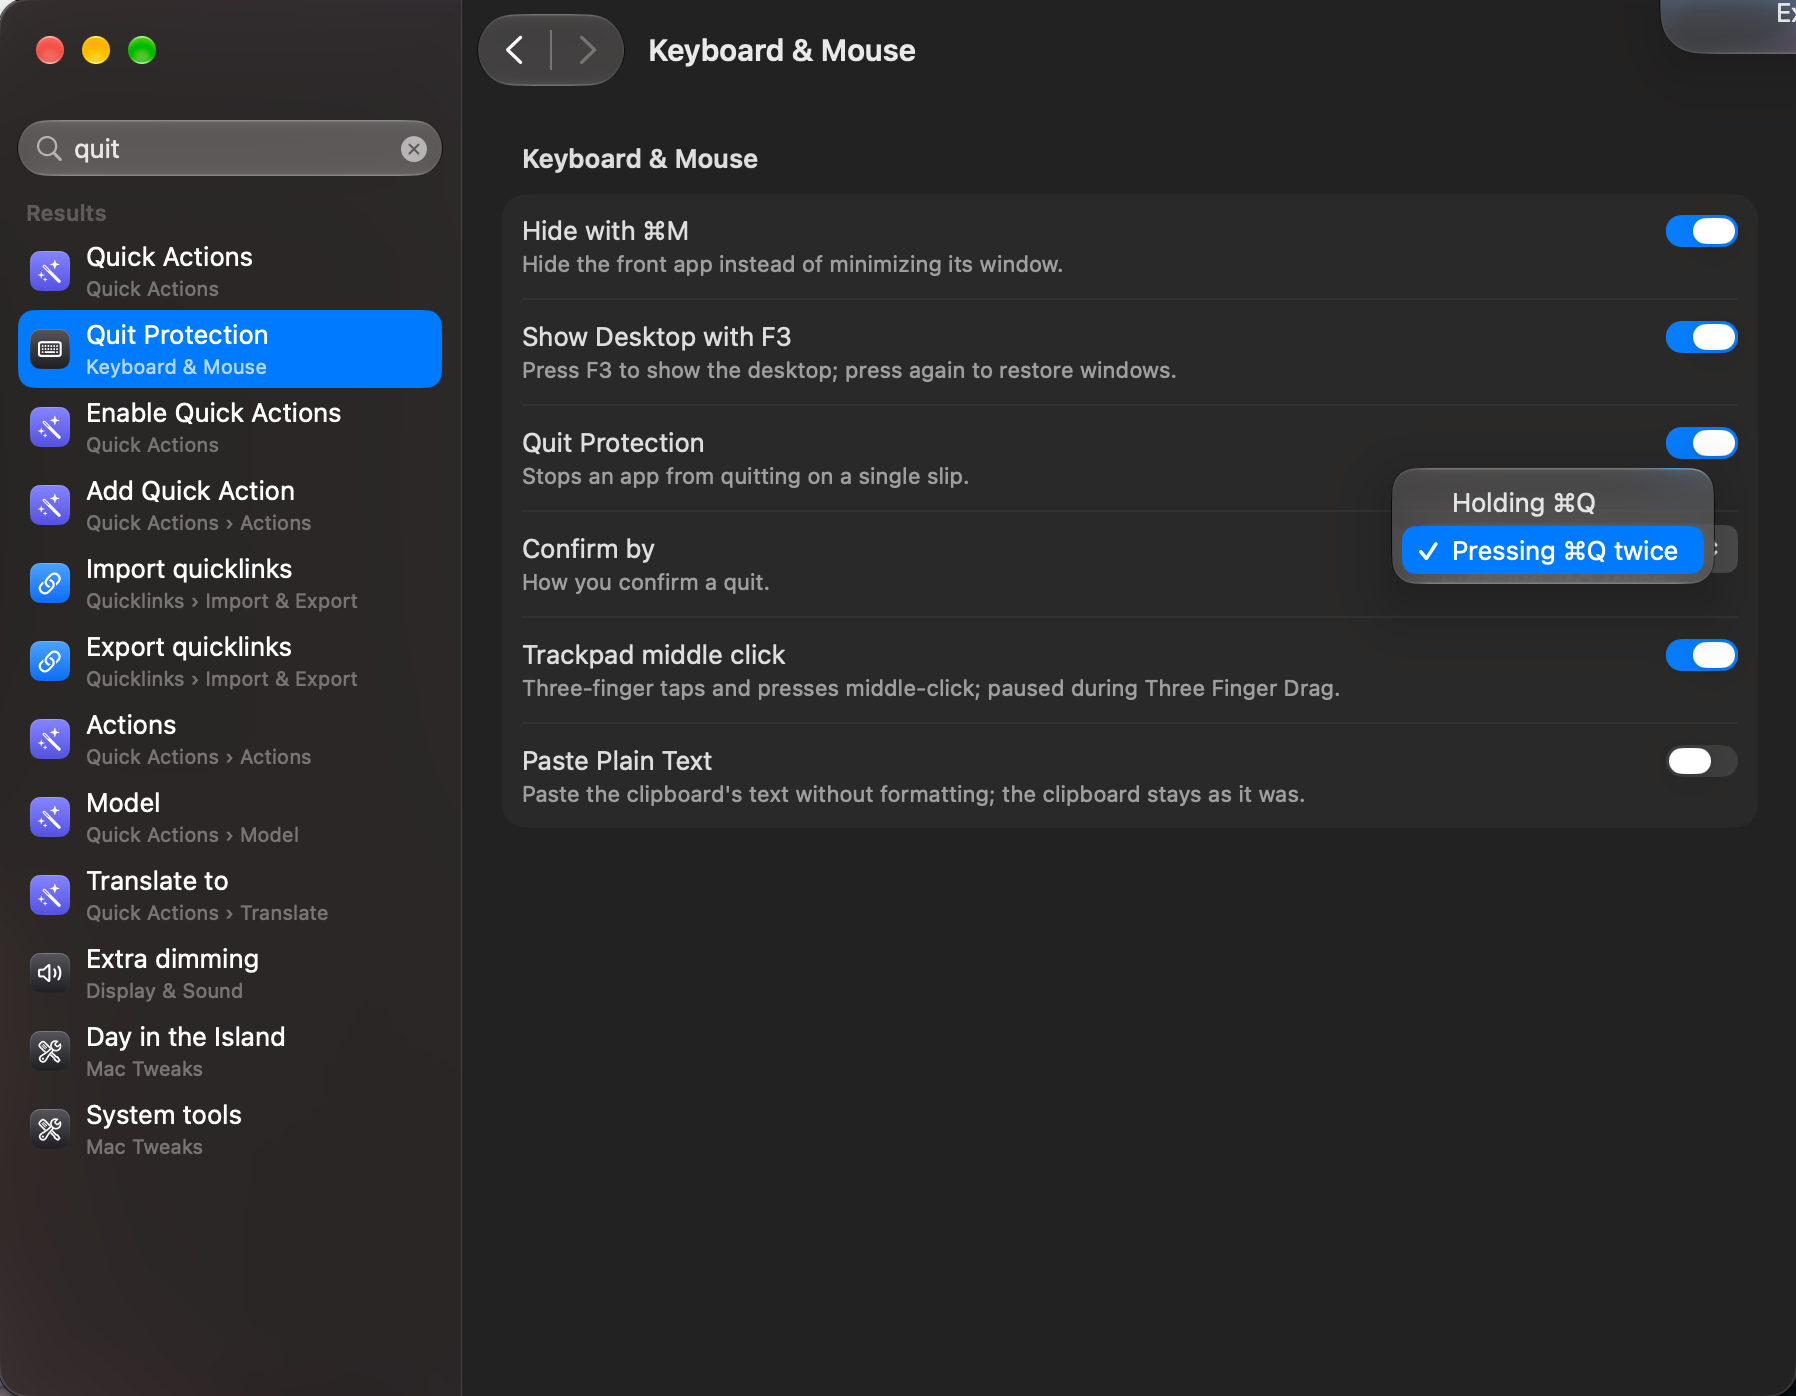 Keyboard & Mouse
quit
Results
Quick Actions
Quick Actions
Quit Protection
Keyboard & Mouse
Enable Quick Actions
Quick Actions
Add Quick Action
Quick Actions › Actions
Import quicklinks
Quicklinks › Import & Export
Export quicklinks
Quicklinks › Import & Export
Actions
Quick Actions › Actions
Model
Quick Actions › Model
Translate to
Quick Actions › Translate
Extra dimming
Display & Sound
Day in the Island
Mac Tweaks
System tools
Mac Tweaks
Keyboard & Mouse
Hide with ⌘M
Hide the front app instead of minimizing its window.
Show Desktop with F3
Press F3 to show the desktop; press again to restore windows.
Quit Protection
Stops an app from quitting on a single slip.
Holding ⌘Q
✓ Pressing ⌘Q twice
Confirm by
How you confirm a quit.
Trackpad middle click
Three-finger taps and presses middle-click; paused during Three Finger Drag.
Paste Plain Text
Paste the clipboard's text without formatting; the clipboard stays as it was.